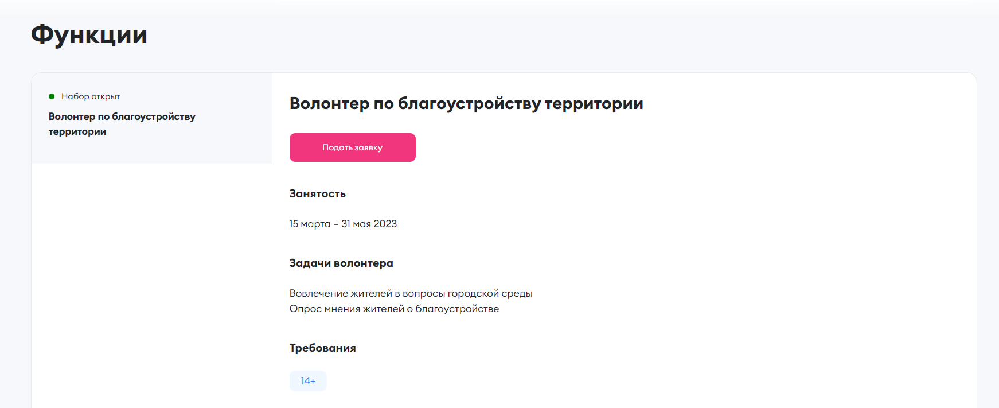 Функции
Набор открыт
Волонтер по благоустройству
территории
Волонтер по благоустройству территории
Подать заявку
Занятость
15 марта – 31 мая 2023
Задачи волонтера
Вовлечение жителей в вопросы городской среды
Опрос мнения жителей о благоустройстве
Требования
14+